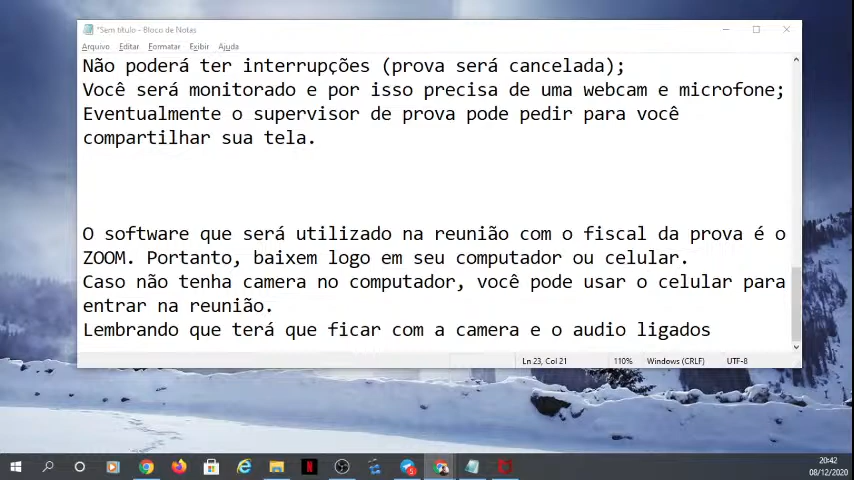 *Sem título - Bloco de Notas
Arquivo Editar Formatar Exibir Ajuda
Não poderá ter interrupções (prova será cancelada);
Você será monitorado e por isso precisa de uma webcam e microfone;
Eventualmente o supervisor de prova pode pedir para você
compartilhar sua tela.
O software que será utilizado na reunião com o fiscal da prova é o
ZOOM. Portanto, baixem logo em seu computador ou celular.
Caso não tenha camera no computador, você pode usar o celular para
entrar na reunião.
Lembrando que terá que ficar com a camera e o audio ligados
Ln 23, Col 21 110% Windows (CRLF) UTF-8
20:42
08/12/2020